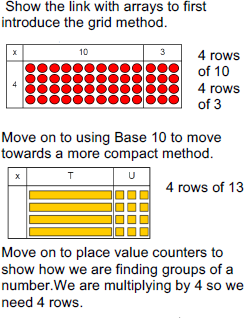 Show the link with arrays to first
introduce the grid method.
x 10 3
4
4 rows
of 10
4 rows
of 3
Move on to using Base 10 to move
towards a more compact method.
x T U
4 rows of 13
Move on to place value counters to
show how we are finding groups of a
number.We are multiplying by 4 so we
need 4 rows.